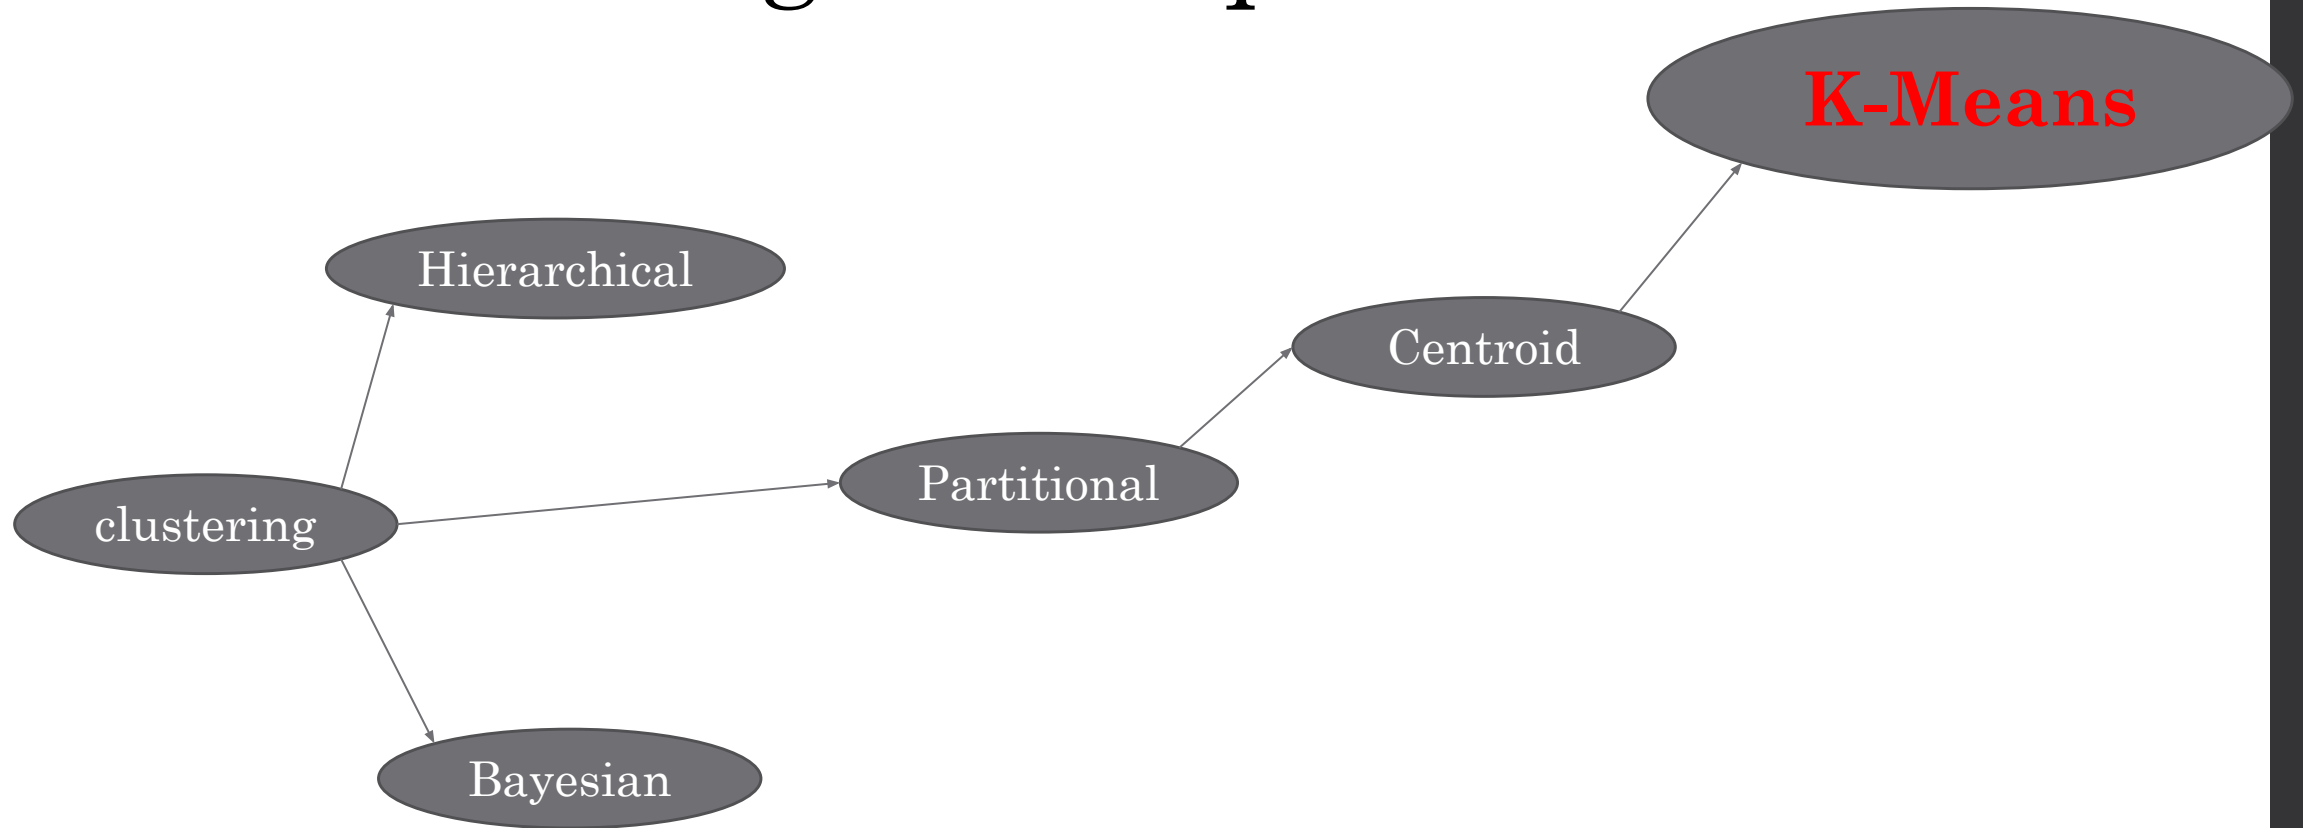 K-Means
Hierarchical
Centroid
Partitional
clustering
Bayesian